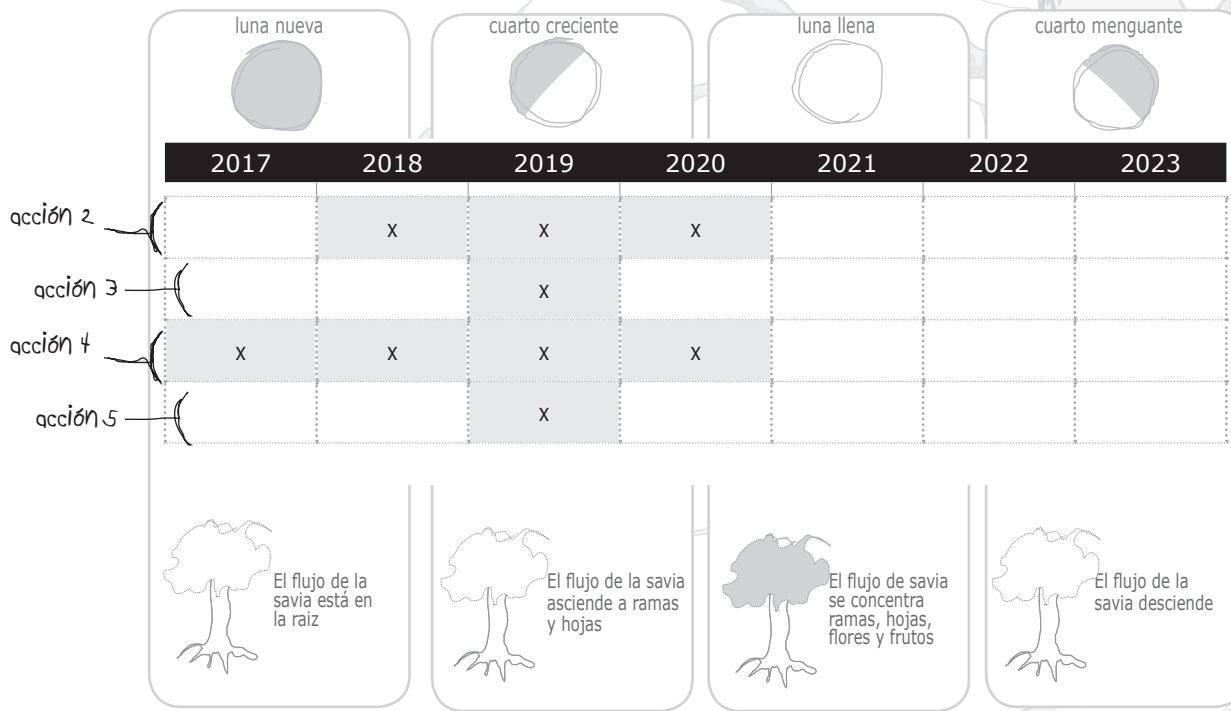 luna nueva
cuarto creciente
luna llena
cuarto menguante
2017 2018 2019 2020 2021 2022 2023
acción 2 x x x
acción 3 x
acción 4 x x x x
acción 5 x
El flujo de la
savia está en
la raiz
El flujo de la savia
asciende a ramas
y hojas
El flujo de savia
se concentra
ramas, hojas,
flores y frutos
El flujo de la
savia desciende